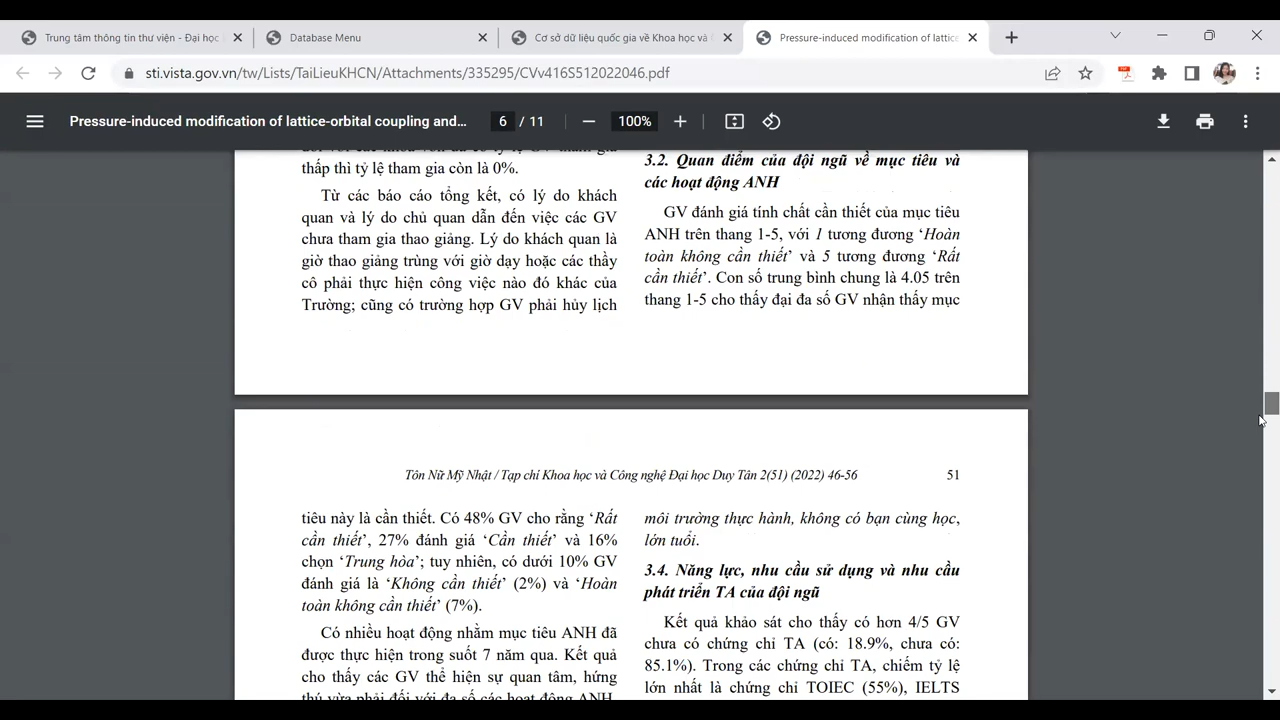 Trung tâm thông tin thư viện - Đại học
Database Menu
Cơ sở dữ liệu quốc gia về Khoa học và
Pressure-induced modification of lattice
sti.vista.gov.vn/tw/Lists/TaiLieuKHCN/Attachments/335295/CVv416S512022046.pdf
Pressure-induced modification of lattice-orbital coupling and...
6 / 11
100%
thấp thì tỷ lệ tham gia còn là 0%.
Từ các báo cáo tổng kết, có lý do khách
quan và lý do chủ quan dẫn đến việc các GV
chưa tham gia thao giảng. Lý do khách quan là
giờ thao giảng trùng với giờ dạy hoặc các thầy
cô phải thực hiện công việc nào đó khác của
Trường; cũng có trường hợp GV phải hủy lịch
3.2. Quan điểm của đội ngũ về mục tiêu và
các hoạt động ANH
GV đánh giá tính chất cần thiết của mục tiêu
ANH trên thang 1-5, với 1 tương đương ‘Hoàn
toàn không cần thiết’ và 5 tương đương ‘Rất
cần thiết’. Con số trung bình chung là 4.05 trên
thang 1-5 cho thấy đại đa số GV nhận thấy mục
Tôn Nữ Mỹ Nhật / Tạp chí Khoa học và Công nghệ Đại học Duy Tân 2(51) (2022) 46-56
51
tiêu này là cần thiết. Có 48% GV cho rằng ‘Rất
cần thiết’, 27% đánh giá ‘Cần thiết’ và 16%
chọn ‘Trung hòa’; tuy nhiên, có dưới 10% GV
đánh giá là ‘Không cần thiết’ (2%) và ‘Hoàn
toàn không cần thiết’ (7%).
Có nhiều hoạt động nhằm mục tiêu ANH đã
được thực hiện trong suốt 7 năm qua. Kết quả
cho thấy các GV thể hiện sự quan tâm, hứng
thú vừa phải đối với đa số các hoạt động ANH.
môi trường thực hành, không có bạn cùng học,
lớn tuổi.
3.4. Năng lực, nhu cầu sử dụng và nhu cầu
phát triển TA của đội ngũ
Kết quả khảo sát cho thấy có hơn 4/5 GV
chưa có chứng chỉ TA (có: 18.9%, chưa có:
85.1%). Trong các chứng chỉ TA, chiếm tỷ lệ
lớn nhất là chứng chỉ TOIEC (55%), IELTS